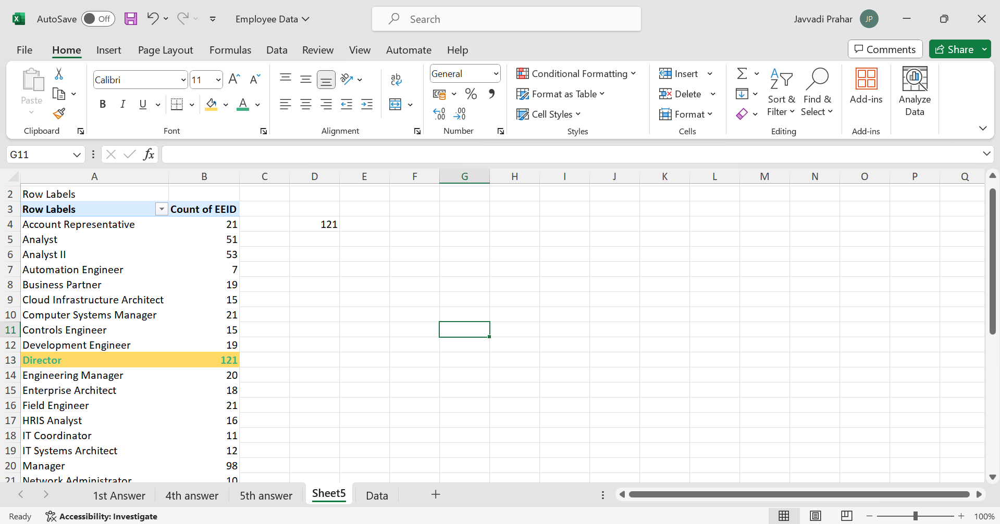 AutoSave Off Employee Data Search Javvadi Prahar JP
File Home Insert Page Layout Formulas Data Review View Automate Help Comments Share
Paste
Clipboard
Calibri 11
B I U A
Font
ab
c
Alignment
General
% 9
←0 .00
.00 →0
Number
Conditional Formatting
Format as Table
Cell Styles
Styles
Insert
Delete
Format
Cells
Σ
Sort & Filter
Find & Select
Editing
Add-ins
Add-ins
Analyze Data
G11 fx
A B C D E F G H I J K L M N O P Q
2 Row Labels
3 Row Labels Count of EEID
4 Account Representative 21 121
5 Analyst 51
6 Analyst II 53
7 Automation Engineer 7
8 Business Partner 19
9 Cloud Infrastructure Architect 15
10 Computer Systems Manager 21
11 Controls Engineer 15
12 Development Engineer 19
13 Director 121
14 Engineering Manager 20
15 Enterprise Architect 18
16 Field Engineer 21
17 HRIS Analyst 16
18 IT Coordinator 11
19 IT Systems Architect 12
20 Manager 98
21 Network Administrator 10
1st Answer 4th answer 5th answer Sheet5 Data
Ready Accessibility: Investigate 100%